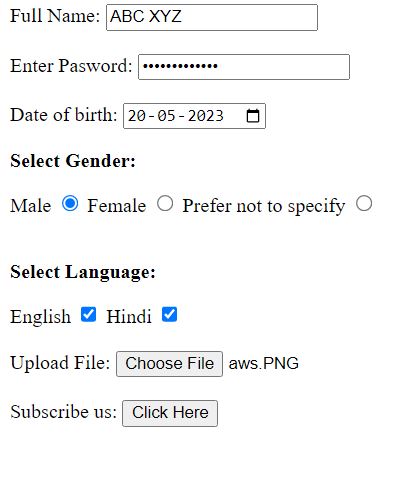 Full Name: ABC XYZ
Enter Pasword: •••••••••••••
Date of birth: 20-05-2023
Select Gender:
Male Female Prefer not to specify
Select Language:
English Hindi
Upload File: Choose File aws.PNG
Subscribe us: Click Here